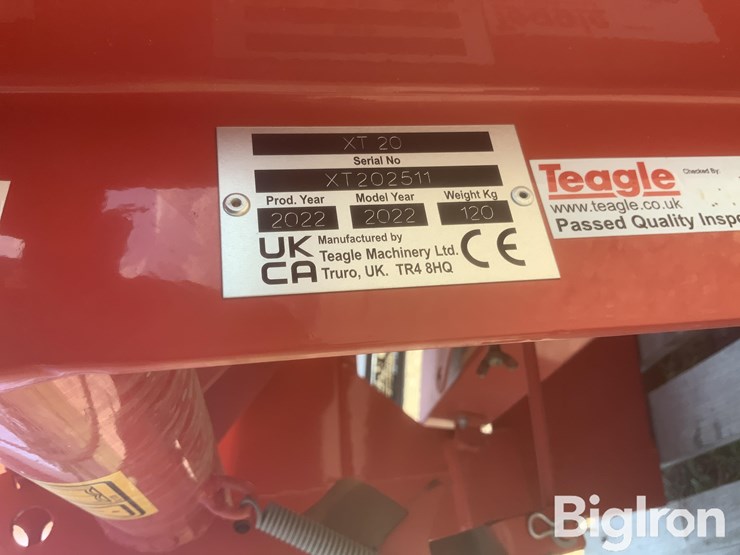 XT 20
Serial No
XT202511
Prod. Year Model Year Weight Kg
2022 2022 120
UK CA
Manufactured by
Teagle Machinery Ltd.
Truro, UK. TR4 8HQ
CE
Teagle
www.teagle.co.uk
Passed Quality Inspe
Checked By:
BigIron